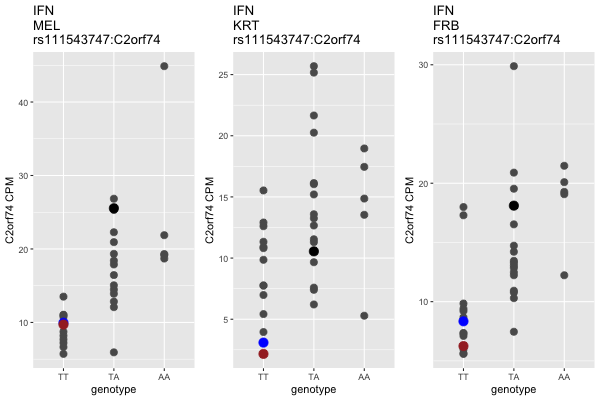 IFN
MEL
rs111543747:C2orf74
C2orf74 CPM
40
30
20
10
TT
TA
AA
genotype
IFN
KRT
rs111543747:C2orf74
C2orf74 CPM
25
20
15
10
5
TT
TA
AA
genotype
IFN
FRB
rs111543747:C2orf74
C2orf74 CPM
30
20
10
TT
TA
AA
genotype